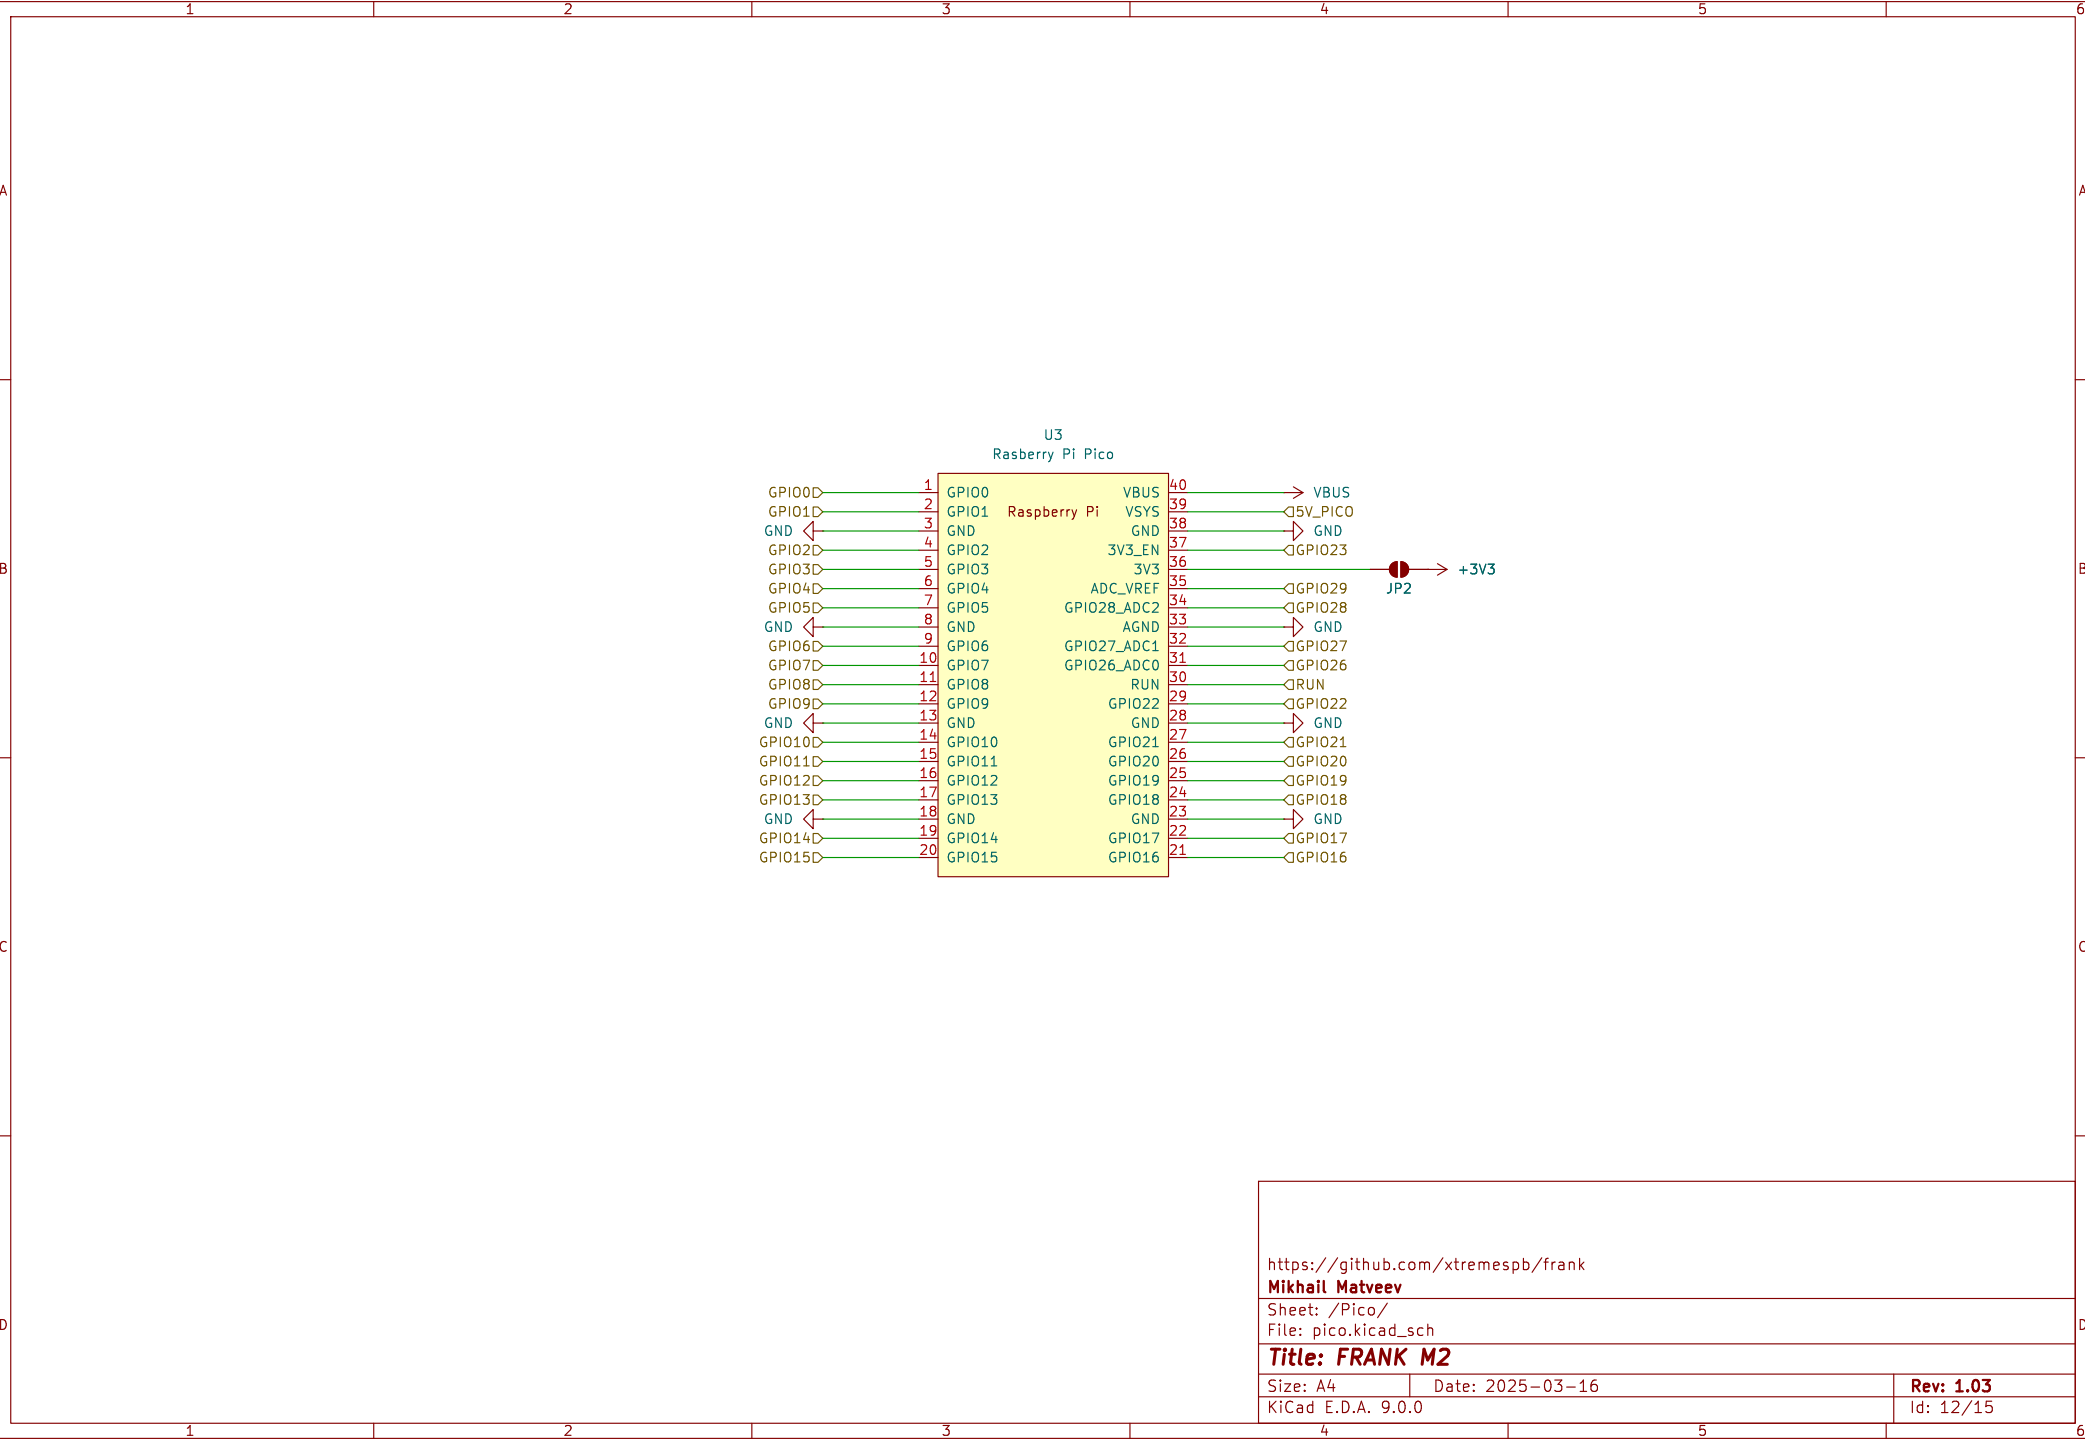 1 2 3 4 5 6
A A
U3
Rasberry Pi Pico
GPIO0 1 GPIO0 VBUS 40 VBUS
GPIO1 2 GPIO1 Raspberry Pi VSYS 39 5V_PICO
GND 3 GND GND 38 GND
GPIO2 4 GPIO2 3V3_EN 37 GPIO23
B GPIO3 5 GPIO3 3V3 36 +3V3 B
GPIO4 6 GPIO4 ADC_VREF 35 GPIO29 JP2
GPIO5 7 GPIO5 GPIO28_ADC2 34 GPIO28
GND 8 GND AGND 33 GND
GPIO6 9 GPIO6 GPIO27_ADC1 32 GPIO27
GPIO7 10 GPIO7 GPIO26_ADC0 31 GPIO26
GPIO8 11 GPIO8 RUN 30 RUN
GPIO9 12 GPIO9 GPIO22 29 GPIO22
GND 13 GND GND 28 GND
GPIO10 14 GPIO10 GPIO21 27 GPIO21
GPIO11 15 GPIO11 GPIO20 26 GPIO20
GPIO12 16 GPIO12 GPIO19 25 GPIO19
GPIO13 17 GPIO13 GPIO18 24 GPIO18
GND 18 GND GND 23 GND
GPIO14 19 GPIO14 GPIO17 22 GPIO17
GPIO15 20 GPIO15 GPIO16 21 GPIO16
C C
https://github.com/xtremespb/frank
Mikhail Matveev
Sheet: /Pico/
D D
File: pico.kicad_sch
Title: FRANK M2
Size: A4 Date: 2025-03-16 Rev: 1.03
KiCad E.D.A. 9.0.0 Id: 12/15
1 2 3 4 5 6